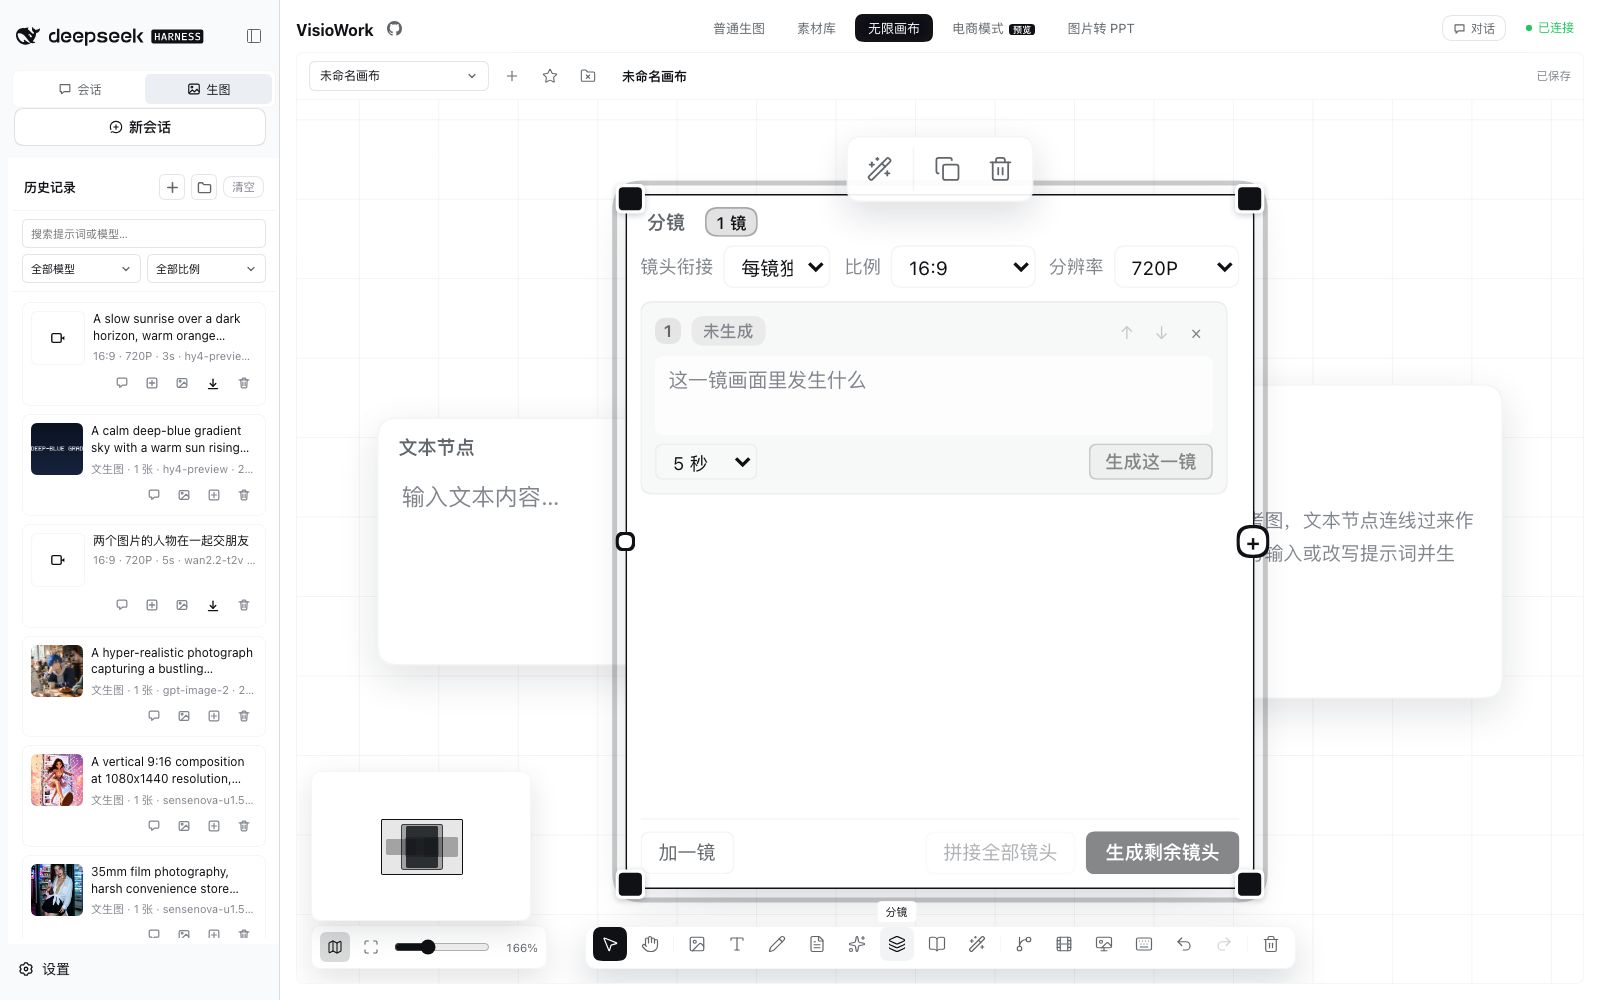 deepseek HARNESS
会话
生图
新会话
历史记录
清空
搜索提示词或模型...
全部模型
全部比例
A slow sunrise over a dark
horizon, warm orange...
16:9 · 720P · 3s · hy4-previe...
DEEP-BLUE GRAD
A calm deep-blue gradient
sky with a warm sun rising...
文生图 · 1 张 · hy4-preview · 2...
两个图片的人物在一起交朋友
16:9 · 720P · 5s · wan2.2-t2v ...
A hyper-realistic photograph
capturing a bustling...
文生图 · 1 张 · gpt-image-2 · 2...
A vertical 9:16 composition
at 1080x1440 resolution,...
文生图 · 1 张 · sensenova-u1.5...
35mm film photography,
harsh convenience store...
文生图 · 1 张 · sensenova-u1.5...
设置
VisioWork
普通生图
素材库
无限画布
电商模式 预览
图片转 PPT
对话
已连接
未命名画布
未命名画布
已保存
分镜
1 镜
镜头衔接
每镜独
比例
16:9
分辨率
720P
1
未生成
这一镜画面里发生什么
5 秒
生成这一镜
文本节点
输入文本内容...
图，文本节点连线过来作
输入或改写提示词并生
加一镜
拼接全部镜头
生成剩余镜头
分镜
166%